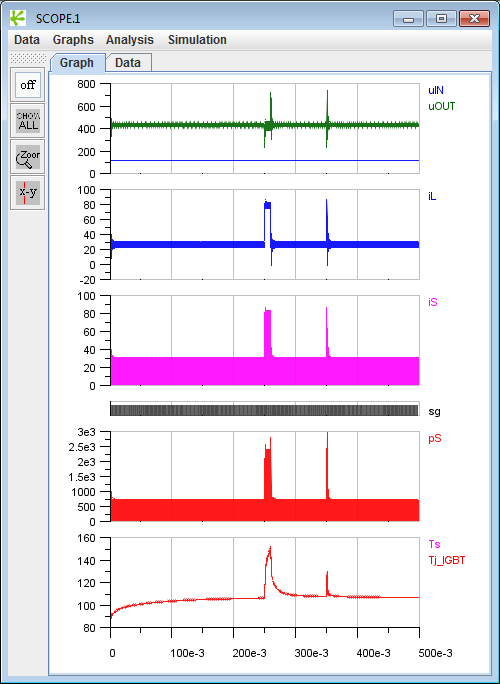 SCOPE.1
Data Graphs Analysis Simulation
Graph Data
off
SHOW
ALL
Zoom
x-y
800
600
400
200
0
uIN
uOUT
100
80
60
40
20
0
-20
iL
100
80
60
40
20
0
iS
sg
3e3
2.5e3
2e3
1.5e3
1000
500
0
pS
160
140
120
100
80
Ts
Tj_IGBT
0 100e-3 200e-3 300e-3 400e-3 500e-3